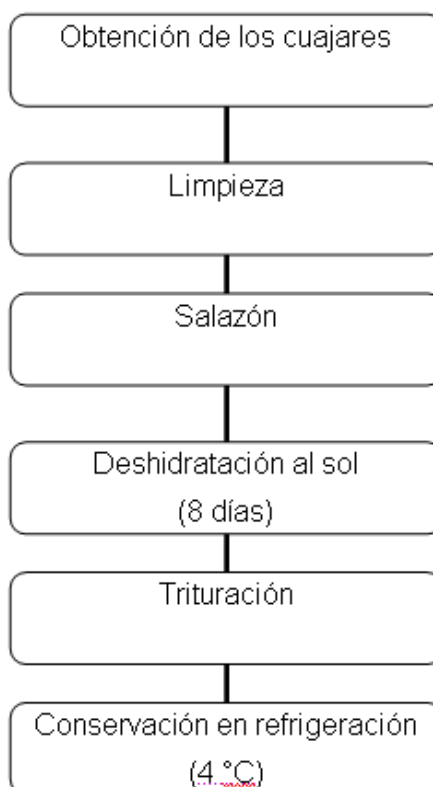 Obtención de los cuajares
Limpieza
Salazón
Deshidratación al sol
(8 días)
Trituración
Conservación en refrigeración
(4 °C)